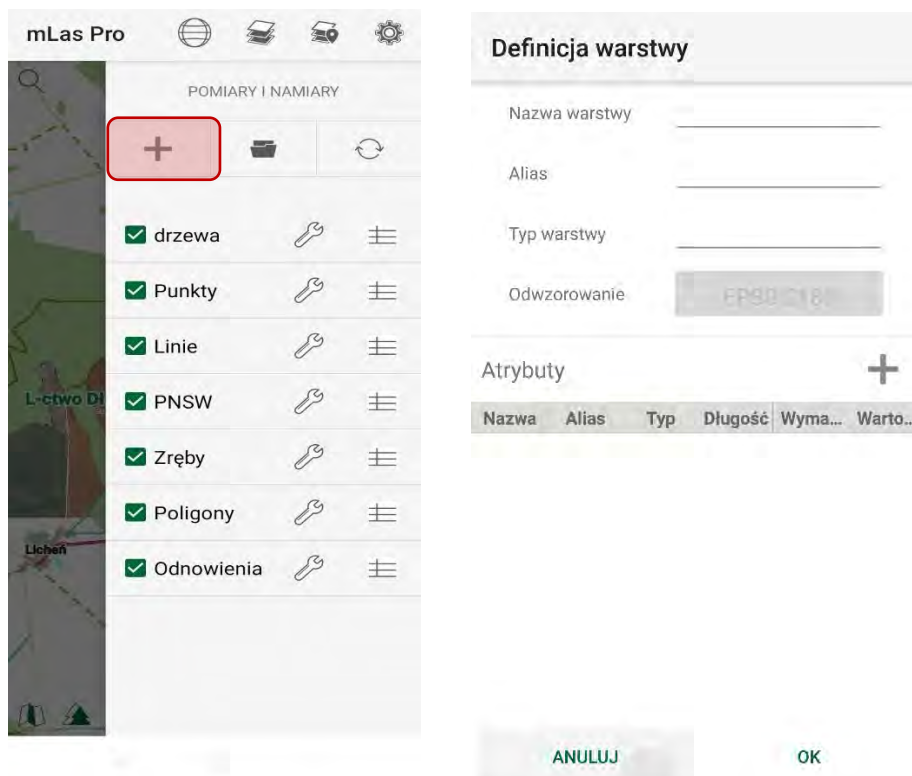 mLas Pro
POMIARY I NAMIARY
drzewa
Punkty
Linie
PNSW
Zręby
Poligony
Odnowienia
L-ctwo Dł
Licheń
Definicja warstwy
Nazwa warstwy
Alias
Typ warstwy
Odwzorowanie
Atrybuty
Nazwa Alias Typ Długość Wyma... Warto..
ANULUJ OK